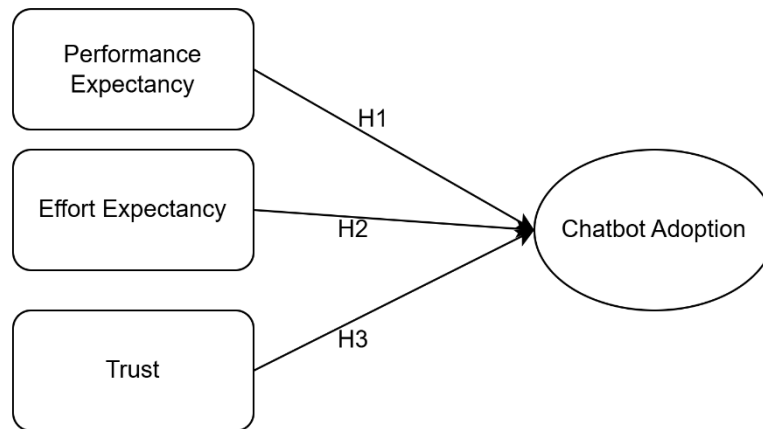 Performance
Expectancy
H1
Effort Expectancy
H2
Chatbot Adoption
H3
Trust